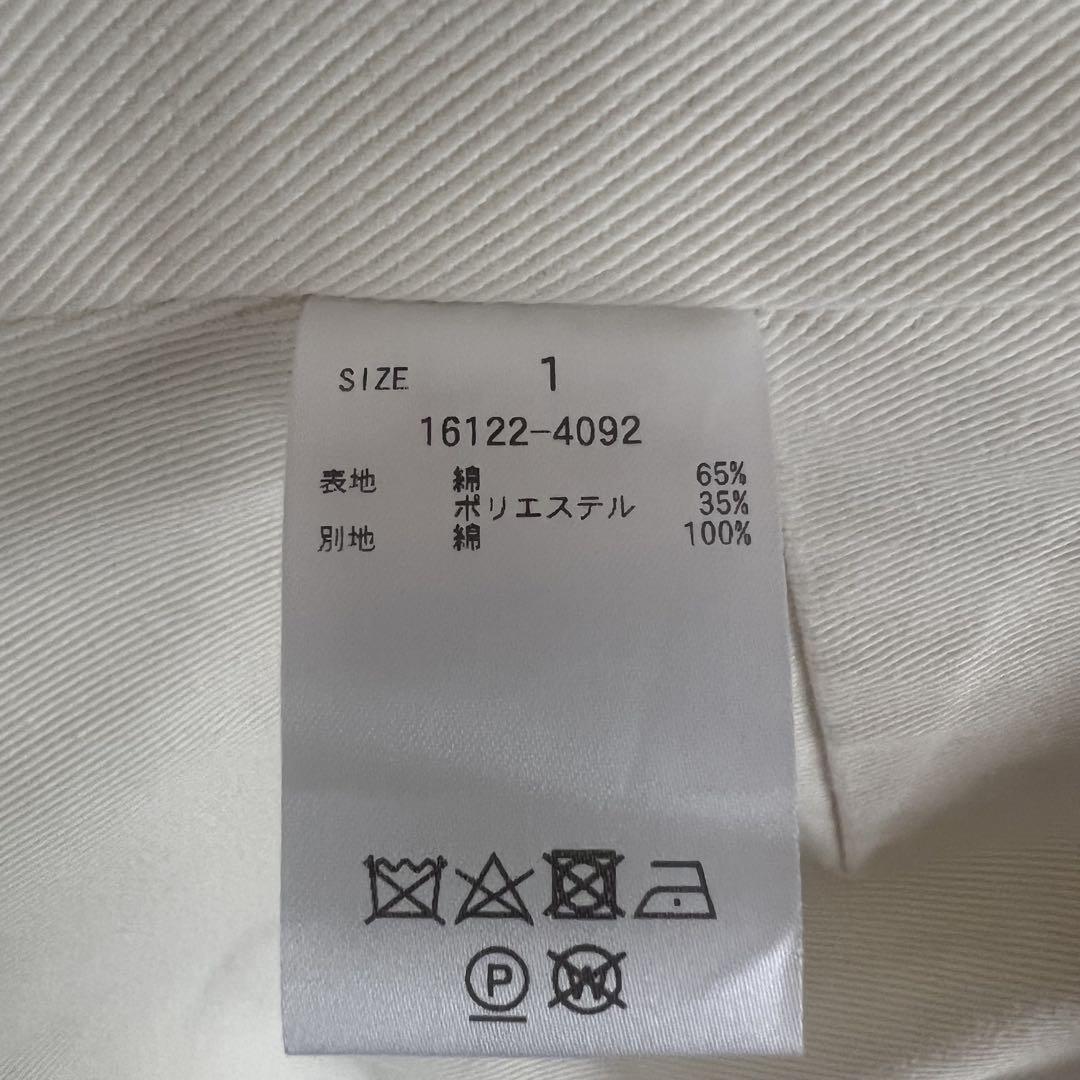 SIZE 1
16122-4092
表地 綿 65%
ポリエステル 35%
別地 綿 100%
P
W